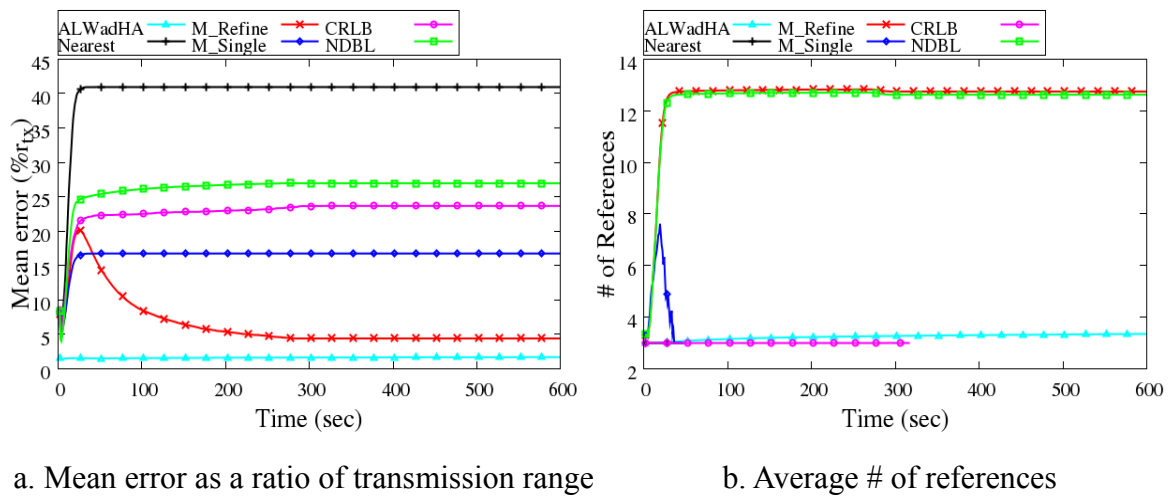 ALWadHA M_Refine CRLB
Nearest M_Single NDBL
45
40
35
30
25
20
15
10
5
0
Mean error (%rtx)
0 100 200 300 400 500 600
Time (sec)
a. Mean error as a ratio of transmission range
ALWadHA M_Refine CRLB
Nearest M_Single NDBL
14
12
10
8
6
4
2
# of References
0 100 200 300 400 500 600
Time (sec)
b. Average # of references